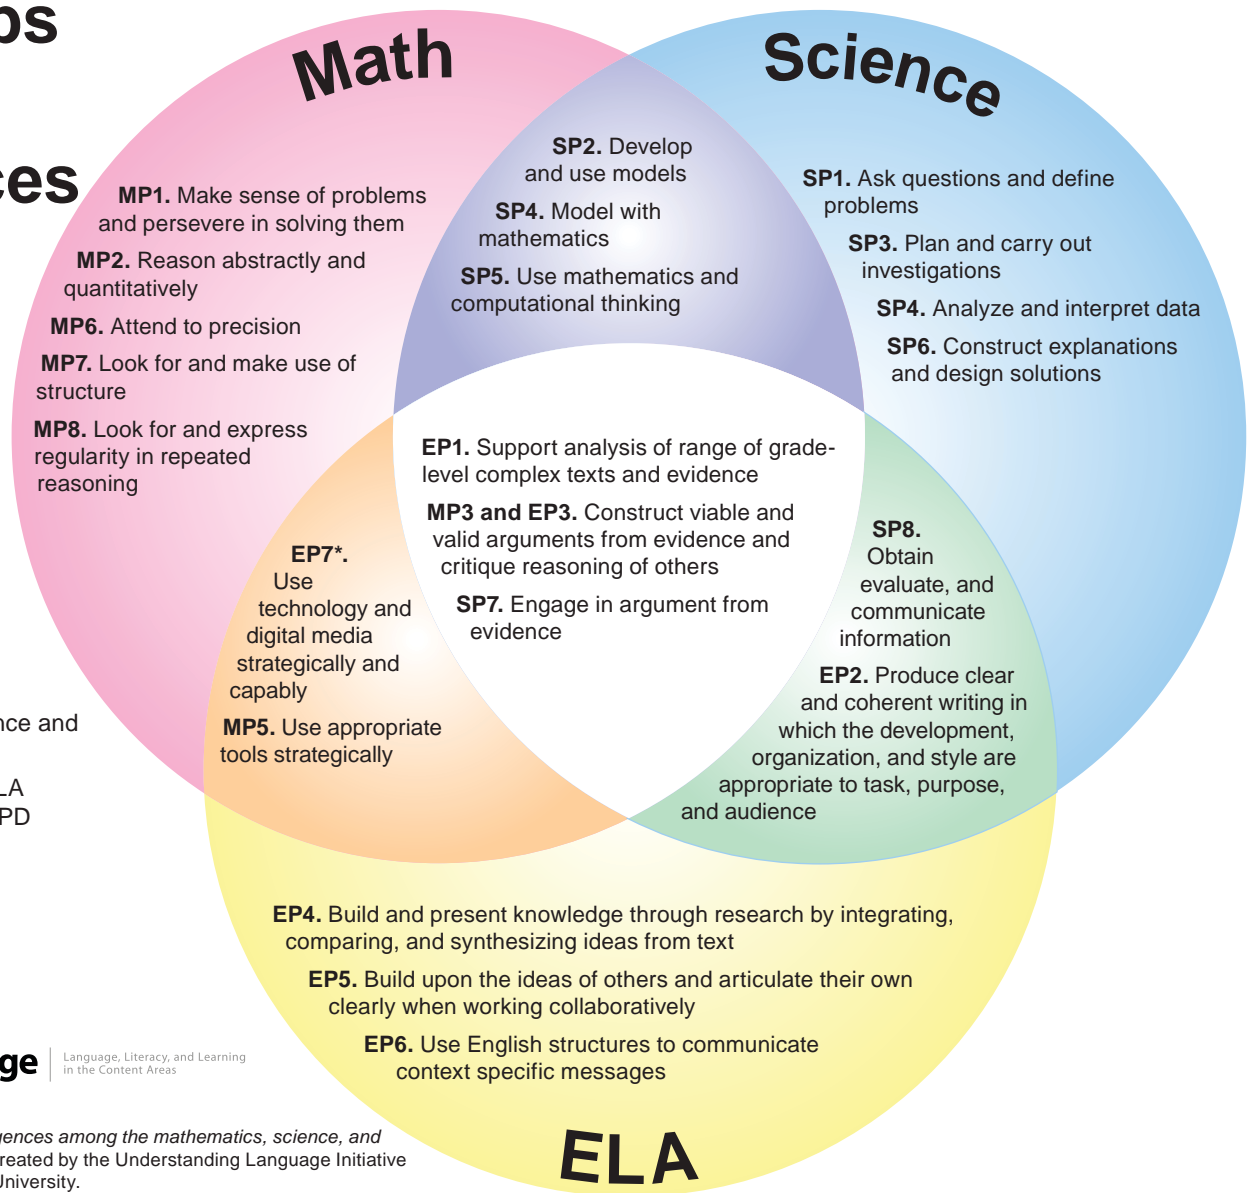 ps
Math
Science
ces
SP2. Develop
and use models
SP4. Model with
mathematics
SP5. Use mathematics and
computational thinking
MP1. Make sense of problems
and persevere in solving them
MP2. Reason abstractly and
quantitatively
MP6. Attend to precision
MP7. Look for and make use of
structure
MP8. Look for and express
regularity in repeated
reasoning
SP1. Ask questions and define
problems
SP3. Plan and carry out
investigations
SP4. Analyze and interpret data
SP6. Construct explanations
and design solutions
EP1. Support analysis of range of grade-
level complex texts and evidence
MP3 and EP3. Construct viable and
valid arguments from evidence and
critique reasoning of others
SP7. Engage in argument from
evidence
EP7*.
Use
technology and
digital media
strategically and
capably
MP5. Use appropriate
tools strategically
SP8.
Obtain
evaluate, and
communicate
information
EP2. Produce clear
and coherent writing in
which the development,
organization, and style are
appropriate to task, purpose,
and audience
nce and
LA
PD
EP4. Build and present knowledge through research by integrating,
comparing, and synthesizing ideas from text
EP5. Build upon the ideas of others and articulate their own
clearly when working collaboratively
EP6. Use English structures to communicate
context specific messages
ELA
ge
Language, Literacy, and Learning
in the Content Areas
gences among the mathematics, science, and
reated by the Understanding Language Initiative
University.